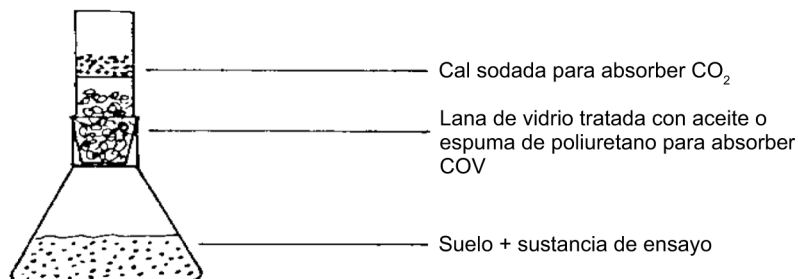 Cal sodada para absorber CO₂
Lana de vidrio tratada con aceite o
espuma de poliuretano para absorber
COV
Suelo + sustancia de ensayo